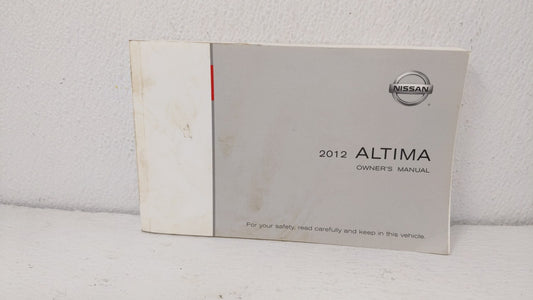 NISSAN
2012 ALTIMA
OWNER'S MANUAL
For your safety, read carefully and keep in this vehicle.